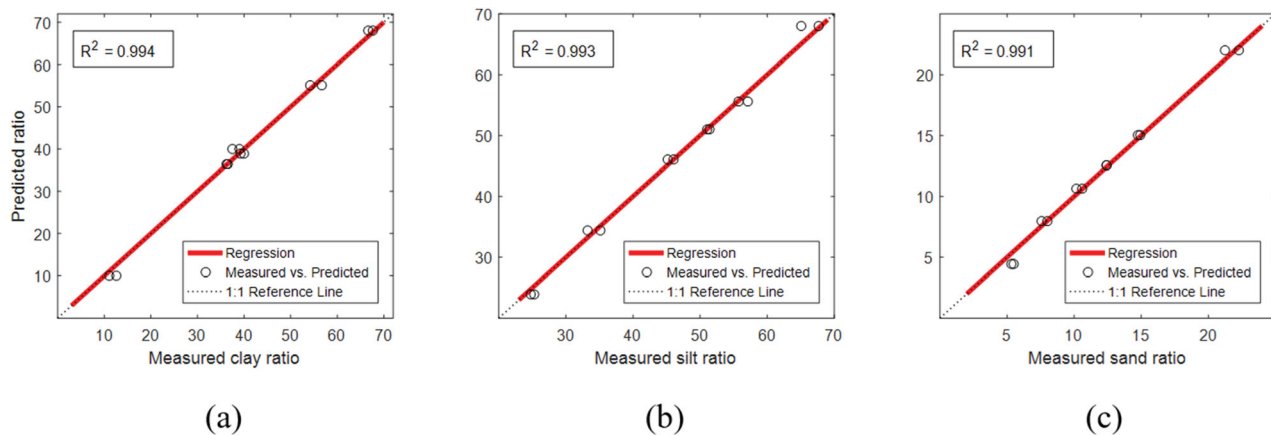 R² = 0.994
Predicted ratio
70
60
50
40
30
20
10
Regression
Measured vs. Predicted
1:1 Reference Line
10 20 30 40 50 60 70
Measured clay ratio
(a)
R² = 0.993
70
60
50
40
30
Regression
Measured vs. Predicted
1:1 Reference Line
30 40 50 60 70
Measured silt ratio
(b)
R² = 0.991
20
15
10
5
Regression
Measured vs. Predicted
1:1 Reference Line
5 10 15 20
Measured sand ratio
(c)